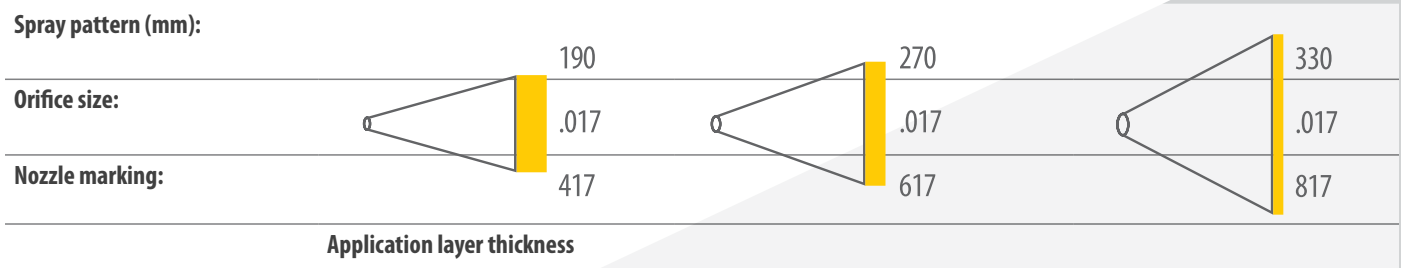 Spray pattern (mm):
190 270 330
Orifice size:
.017 .017 .017
Nozzle marking:
417 617 817
Application layer thickness